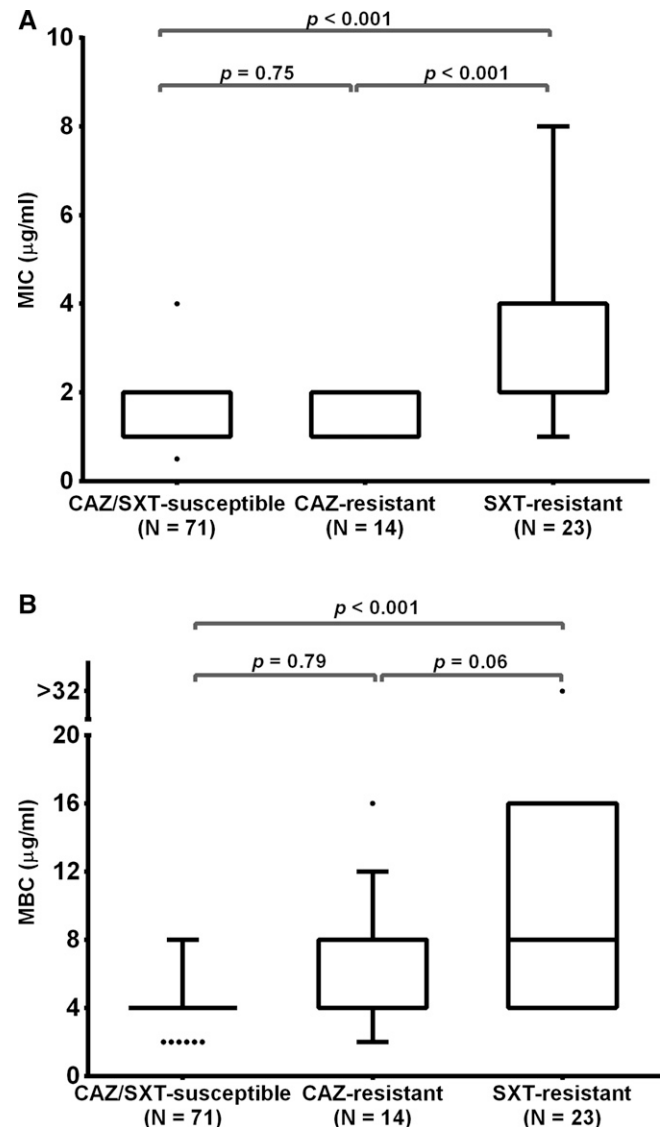 A
p < 0.001
p = 0.75
p < 0.001
10
8
6
4
2
0
MIC (µg/ml)
CAZ/SXT-susceptible
(N = 71)
CAZ-resistant
(N = 14)
SXT-resistant
(N = 23)
B
p < 0.001
p = 0.79
p = 0.06
>32
20
16
12
8
4
0
MBC (µg/ml)
CAZ/SXT-susceptible
(N = 71)
CAZ-resistant
(N = 14)
SXT-resistant
(N = 23)